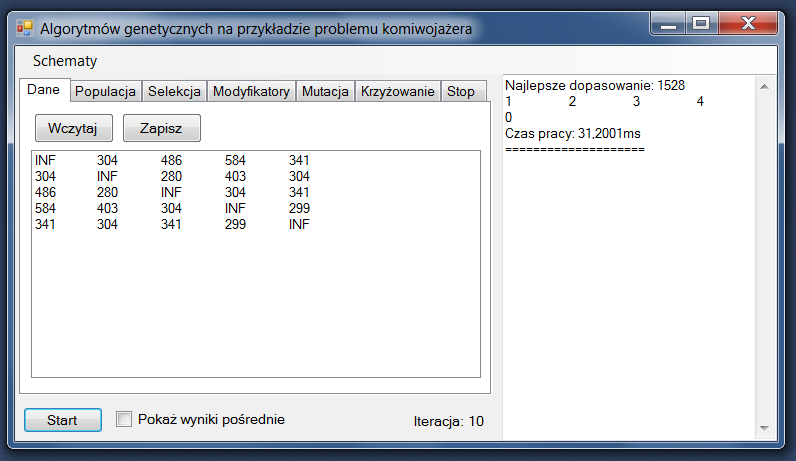 Algorytmów genetycznych na przykładzie problemu komiwojażera
Schematy
Dane Populacja Selekcja Modyfikatory Mutacja Krzyżowanie Stop
Wczytaj Zapisz
INF 304 486 584 341
304 INF 280 403 304
486 280 INF 304 341
584 403 304 INF 299
341 304 341 299 INF
Start Pokaż wyniki pośrednie Iteracja: 10
Najlepsze dopasowanie: 1528
1 2 3 4
0
Czas pracy: 31,2001ms
====================